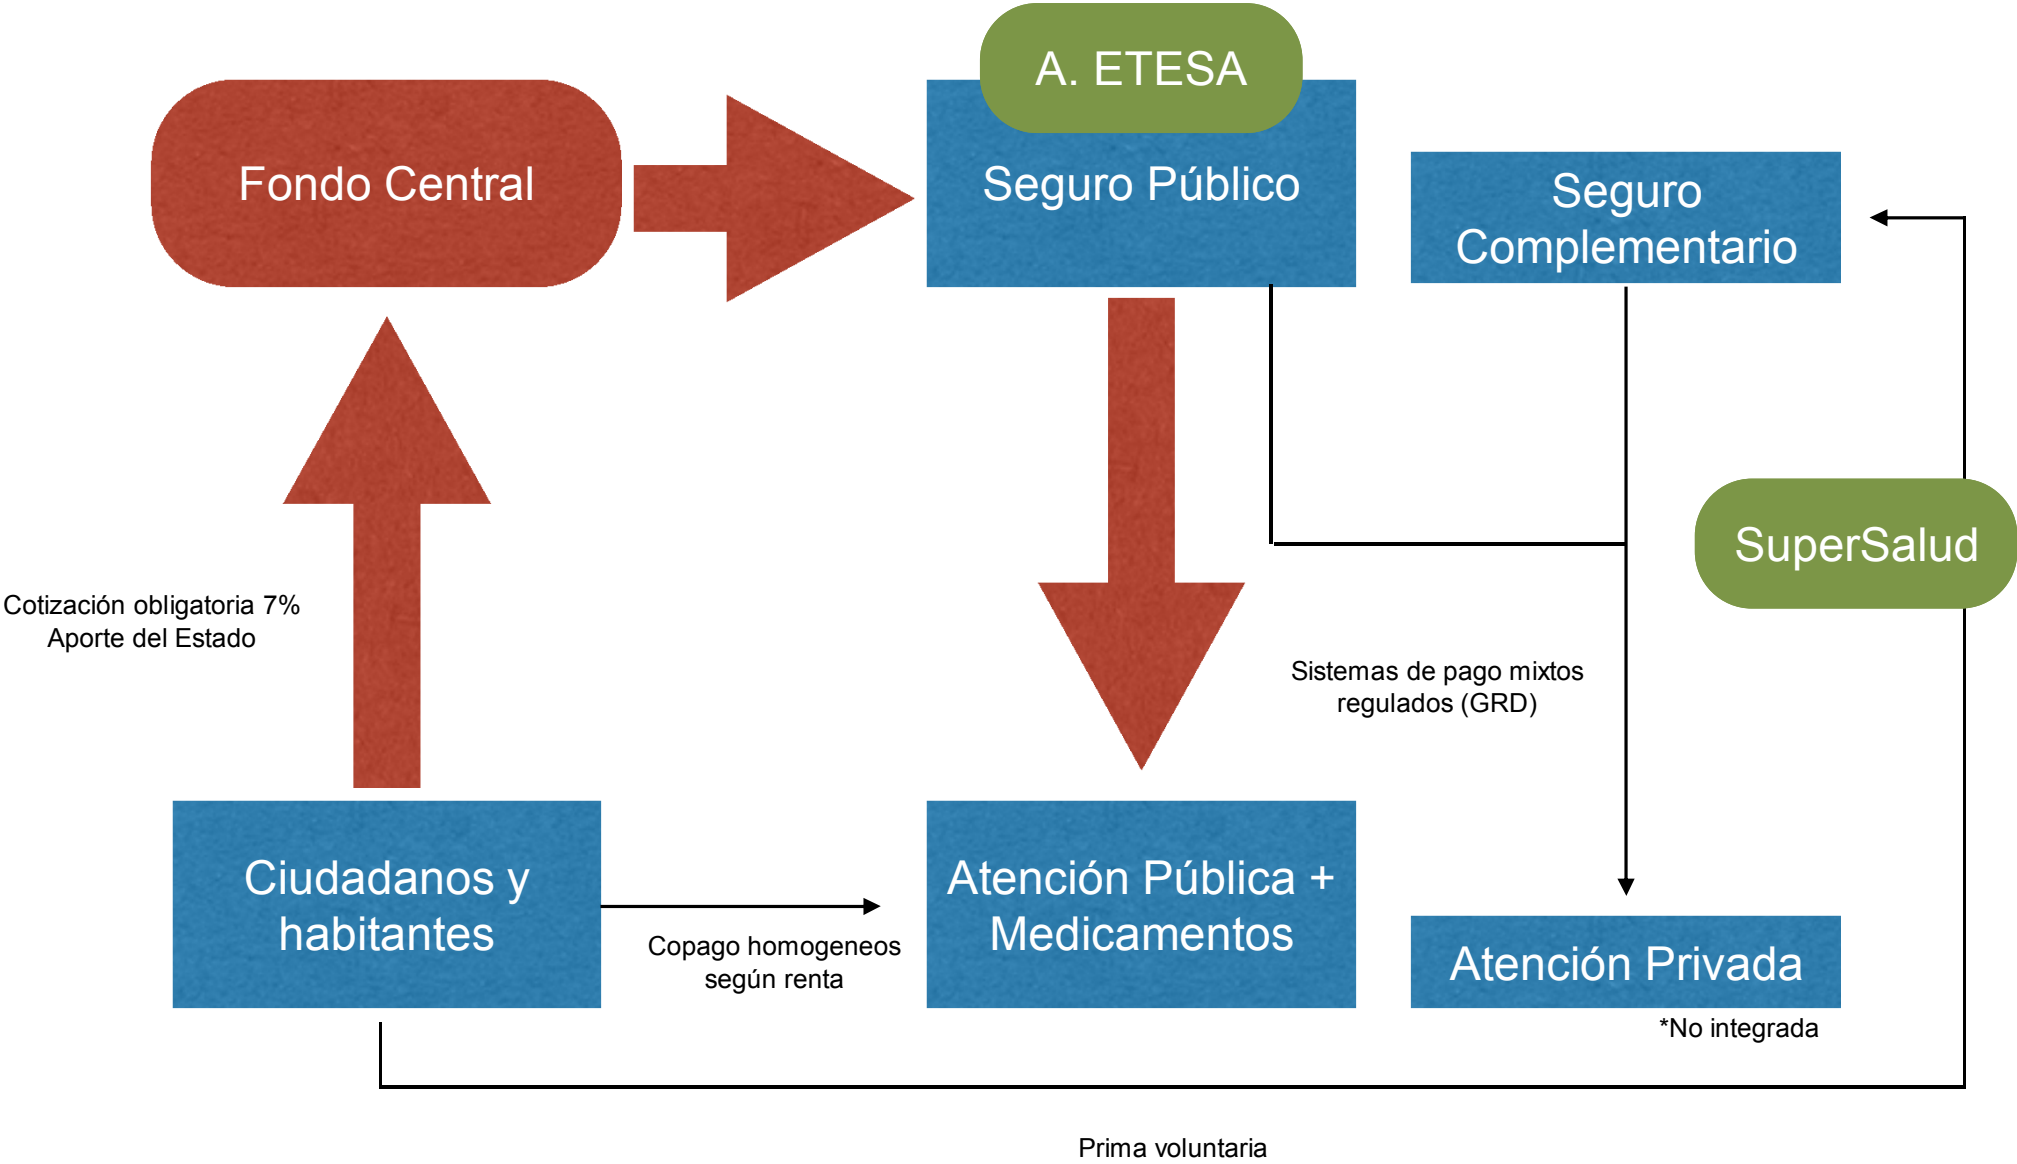 A. ETESA
Fondo Central
Seguro Público
Seguro
Complementario
SuperSalud
Cotización obligatoria 7%
Aporte del Estado
Sistemas de pago mixtos
regulados (GRD)
Ciudadanos y
habitantes
Copago homogeneos
según renta
Atención Pública +
Medicamentos
Atención Privada
*No integrada
Prima voluntaria